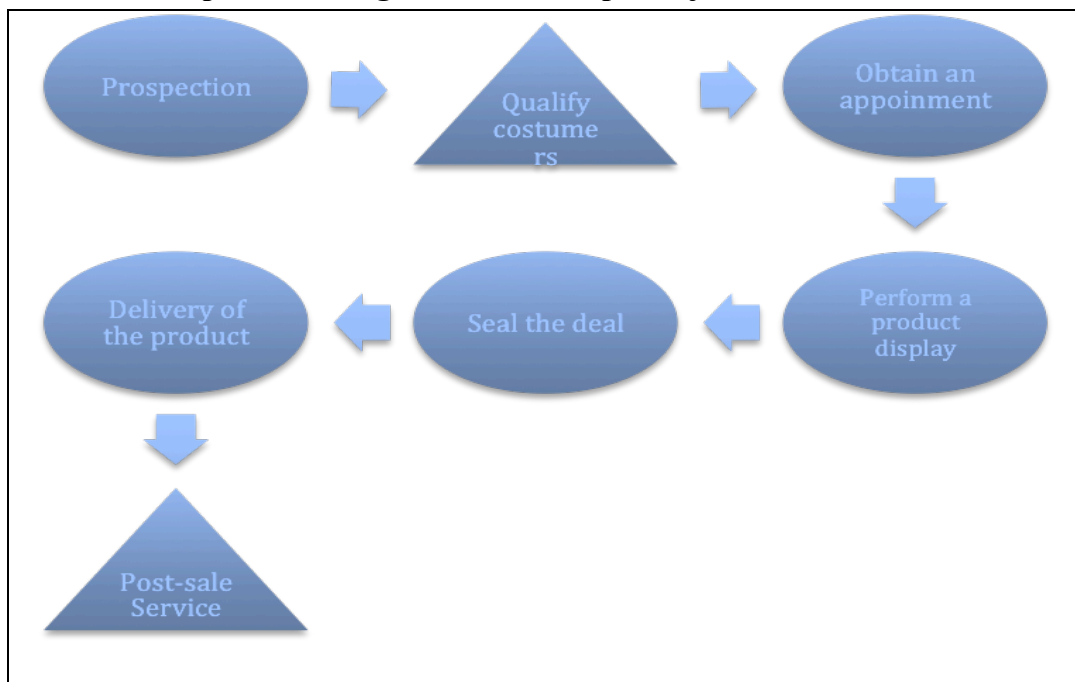 Prospection
Qualify
costume
rs
Obtain an
appoinment
Perform a
product
display
Seal the deal
Delivery of
the product
Post-sale
Service